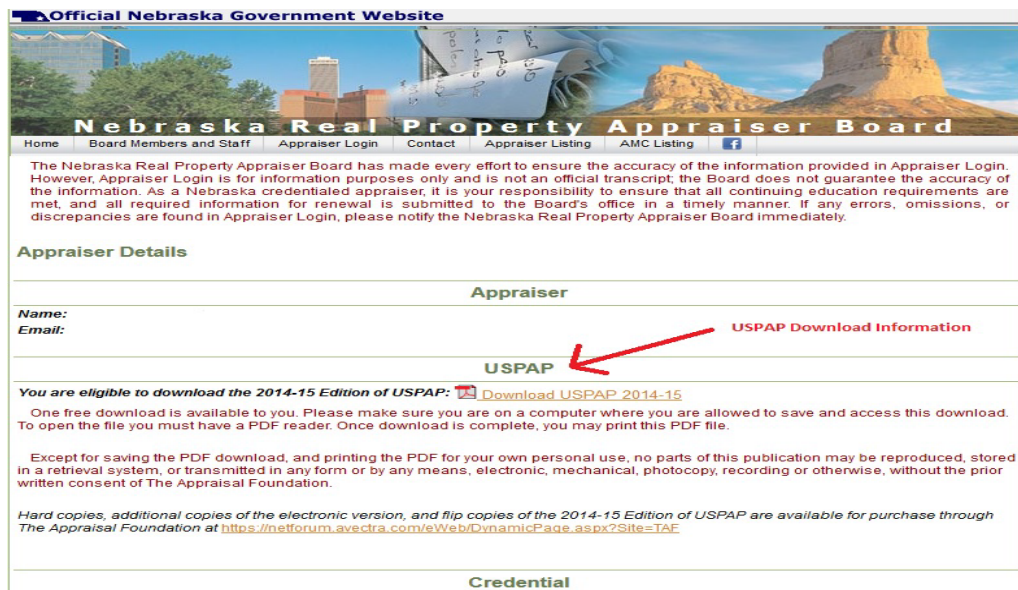 Official Nebraska Government Website
Nebraska Real Property Appraiser Board
Home Board Members and Staff Appraiser Login Contact Appraiser Listing AMC Listing f
The Nebraska Real Property Appraiser Board has made every effort to ensure the accuracy of the information provided in Appraiser Login.
However, Appraiser Login is for information purposes only and is not an official transcript; the Board does not guarantee the accuracy of
the information. As a Nebraska credentialed appraiser, it is your responsibility to ensure that all continuing education requirements are
met, and all required information for renewal is submitted to the Board's office in a timely manner. If any errors, omissions, or
discrepancies are found in Appraiser Login, please notify the Nebraska Real Property Appraiser Board immediately.
Appraiser Details
Appraiser
Name:
Email:
USPAP Download Information
USPAP
You are eligible to download the 2014-15 Edition of USPAP: Download USPAP 2014-15
One free download is available to you. Please make sure you are on a computer where you are allowed to save and access this download.
To open the file you must have a PDF reader. Once download is complete, you may print this PDF file.
Except for saving the PDF download, and printing the PDF for your own personal use, no parts of this publication may be reproduced, stored
in a retrieval system, or transmitted in any form or by any means, electronic, mechanical, photocopy, recording or otherwise, without the prior
written consent of The Appraisal Foundation.
Hard copies, additional copies of the electronic version, and flip copies of the 2014-15 Edition of USPAP are available for purchase through
The Appraisal Foundation at https://netforum.avectra.com/eWeb/DynamicPage.aspx?Site=TAF
Credential